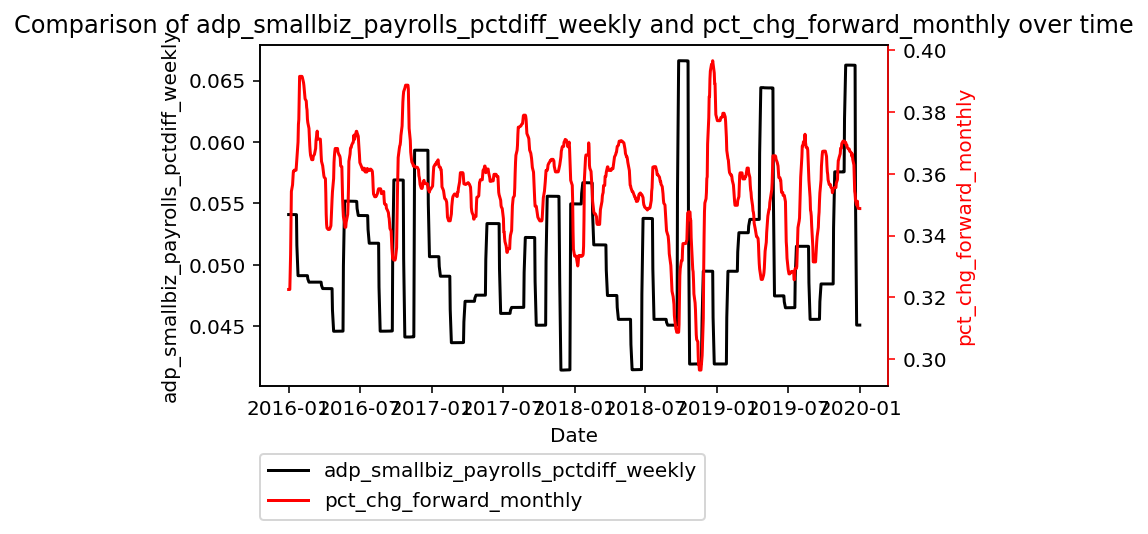 Comparison of adp_smallbiz_payrolls_pctdiff_weekly and pct_chg_forward_monthly over time
adp_smallbiz_payrolls_pctdiff_weekly
0.065
0.060
0.055
0.050
0.045
0.40
0.38
0.36
0.34
0.32
0.30
pct_chg_forward_monthly
2016-01 2016-07 2017-01 2017-07 2018-01 2018-07 2019-01 2019-07 2020-01
Date
adp_smallbiz_payrolls_pctdiff_weekly
pct_chg_forward_monthly